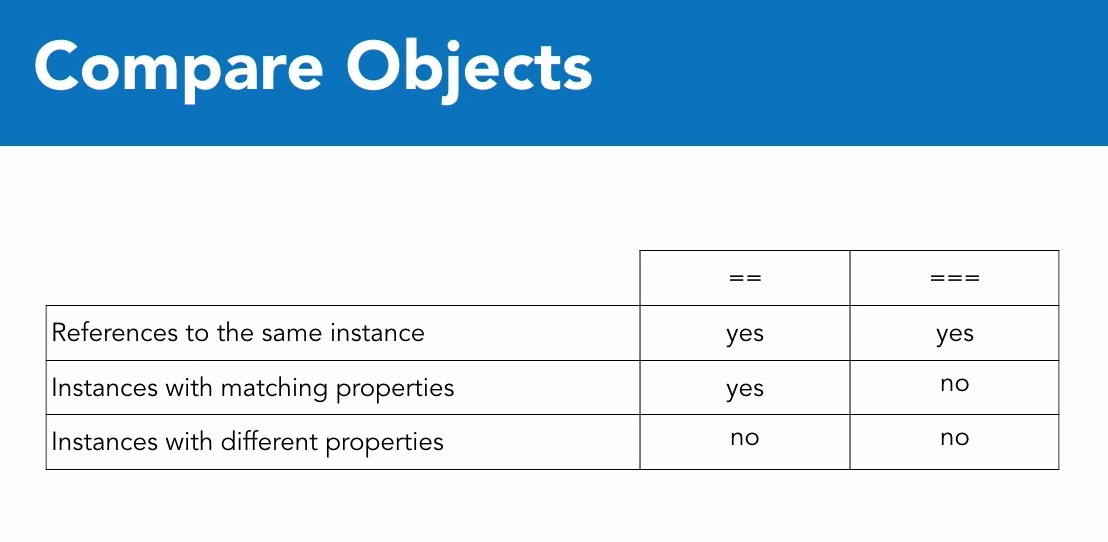 Compare Objects
== ===
References to the same instance yes yes
Instances with matching properties yes no
Instances with different properties no no